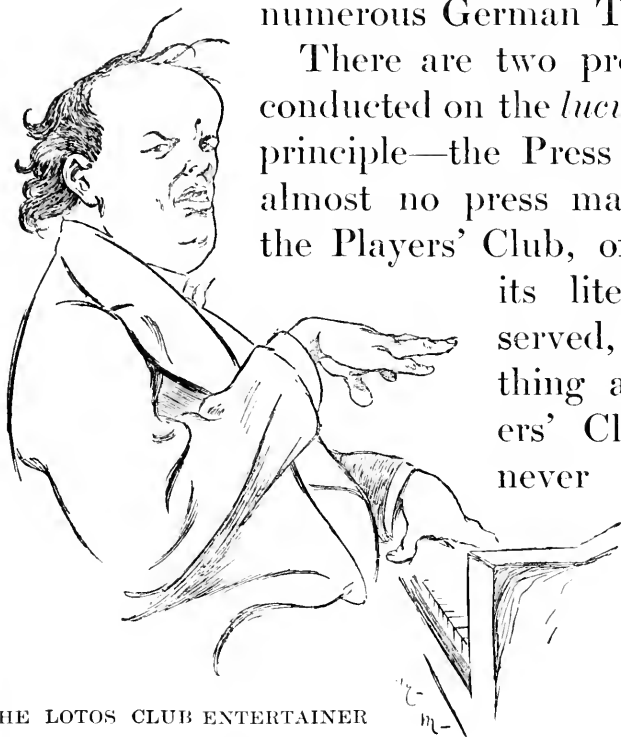 numerous German T
There are two pr
conducted on the luci
principle—the Press
almost no press ma
the Players' Club, o
its lite
served,
thing a
ers' Cl
never
HE LOTOS CLUB ENTERTAINER